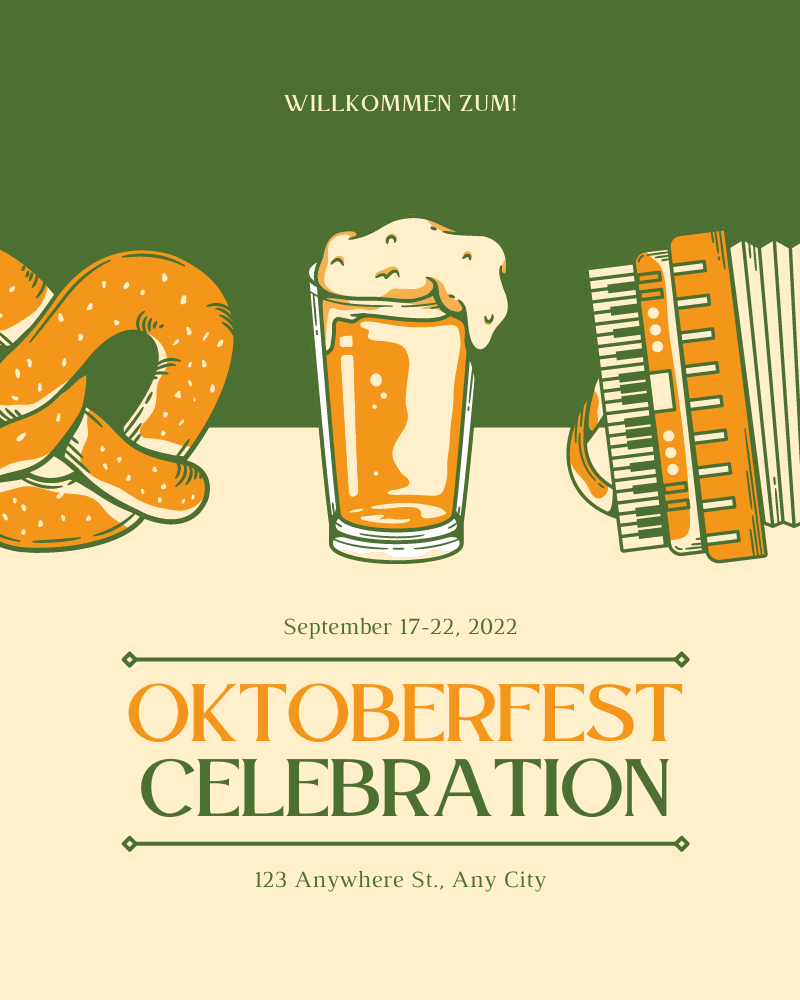 WILLKOMMEN ZUM!
September 17-22, 2022
OKTOBERFEST
CELEBRATION
123 Anywhere St., Any City